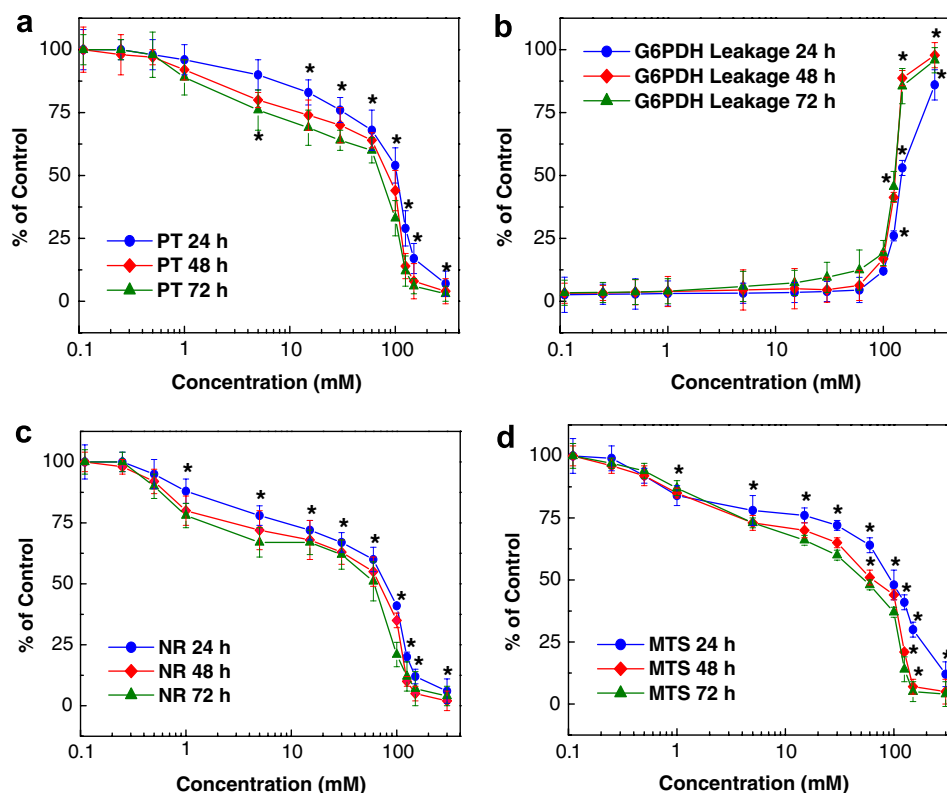 a
% of Control
100
75
50
25
0
* * * * * * * *
*
PT 24 h
PT 48 h
PT 72 h
0.1 1 10 100
Concentration (mM)
b
% of Control
100
75
50
25
0
G6PDH Leakage 24 h
G6PDH Leakage 48 h
G6PDH Leakage 72 h
* * * * * *
0.1 1 10 100
Concentration (mM)
c
% of Control
100
75
50
25
0
* * * * * * * * *
NR 24 h
NR 48 h
NR 72 h
0.1 1 10 100
Concentration (mM)
d
% of Control
100
75
50
25
0
* * * * * * * * *
* * *
MTS 24 h
MTS 48 h
MTS 72 h
0.1 1 10 100
Concentration (mM)